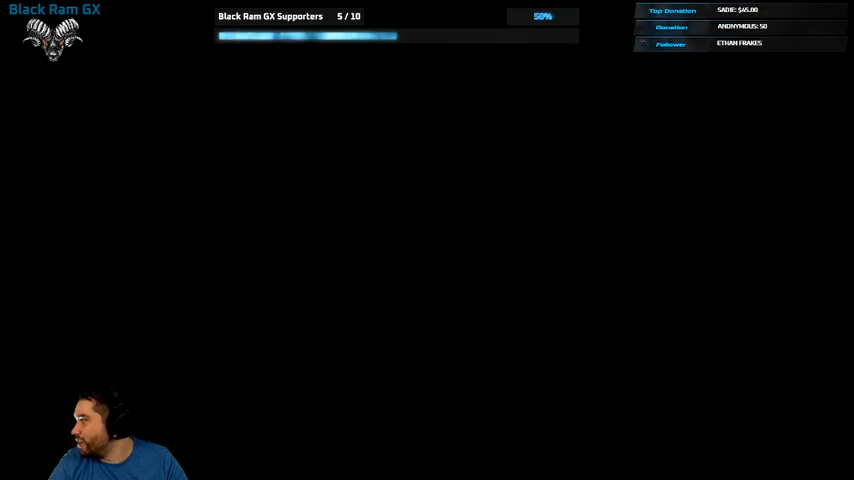 Black Ram GX
Black Ram GX Supporters 5 / 10
50%
Top Donation SADIE: $45.00
Donation ANONYMOUS: 50
Follower ETHAN FRAKES